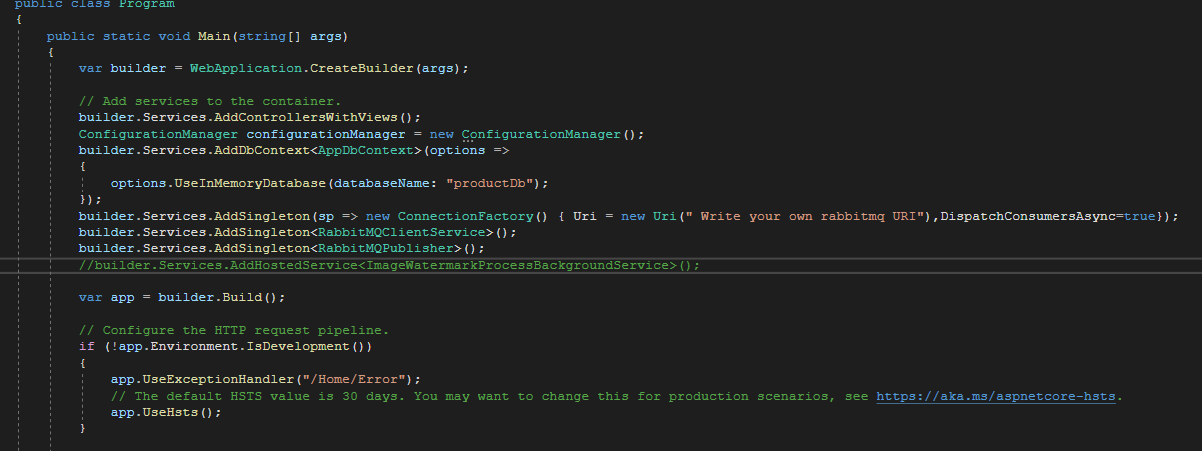 public class Program
{
public static void Main(string[] args)
{
var builder = WebApplication.CreateBuilder(args);
// Add services to the container.
builder.Services.AddControllersWithViews();
ConfigurationManager configurationManager = new ConfigurationManager();
builder.Services.AddDbContext<AppDbContext>(options =>
{
options.UseInMemoryDatabase(databaseName: "productDb");
});
builder.Services.AddSingleton(sp => new ConnectionFactory() { Uri = new Uri(" Write your own rabbitmq URI"),DispatchConsumersAsync=true});
builder.Services.AddSingleton<RabbitMQClientService>();
builder.Services.AddSingleton<RabbitMQPublisher>();
//builder.Services.AddHostedService<ImageWatermarkProcessBackgroundService>();
var app = builder.Build();
// Configure the HTTP request pipeline.
if (!app.Environment.IsDevelopment())
{
app.UseExceptionHandler("/Home/Error");
// The default HSTS value is 30 days. You may want to change this for production scenarios, see https://aka.ms/aspnetcore-hsts.
app.UseHsts();
}